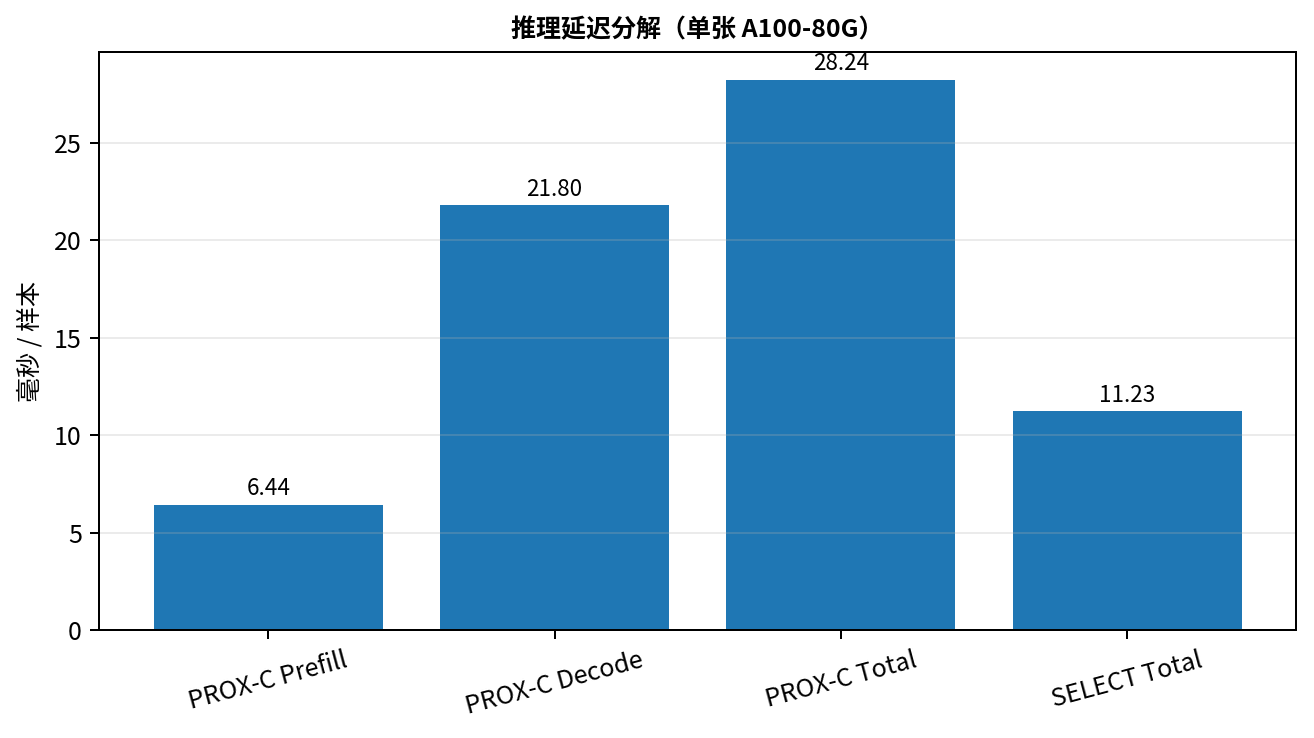 推理延迟分解（单张 A100-80G）
28.24
25
21.80
20
毫秒 / 样本
15
11.23
10
6.44
5
0
PROX-C Prefill
PROX-C Decode
PROX-C Total
SELECT Total